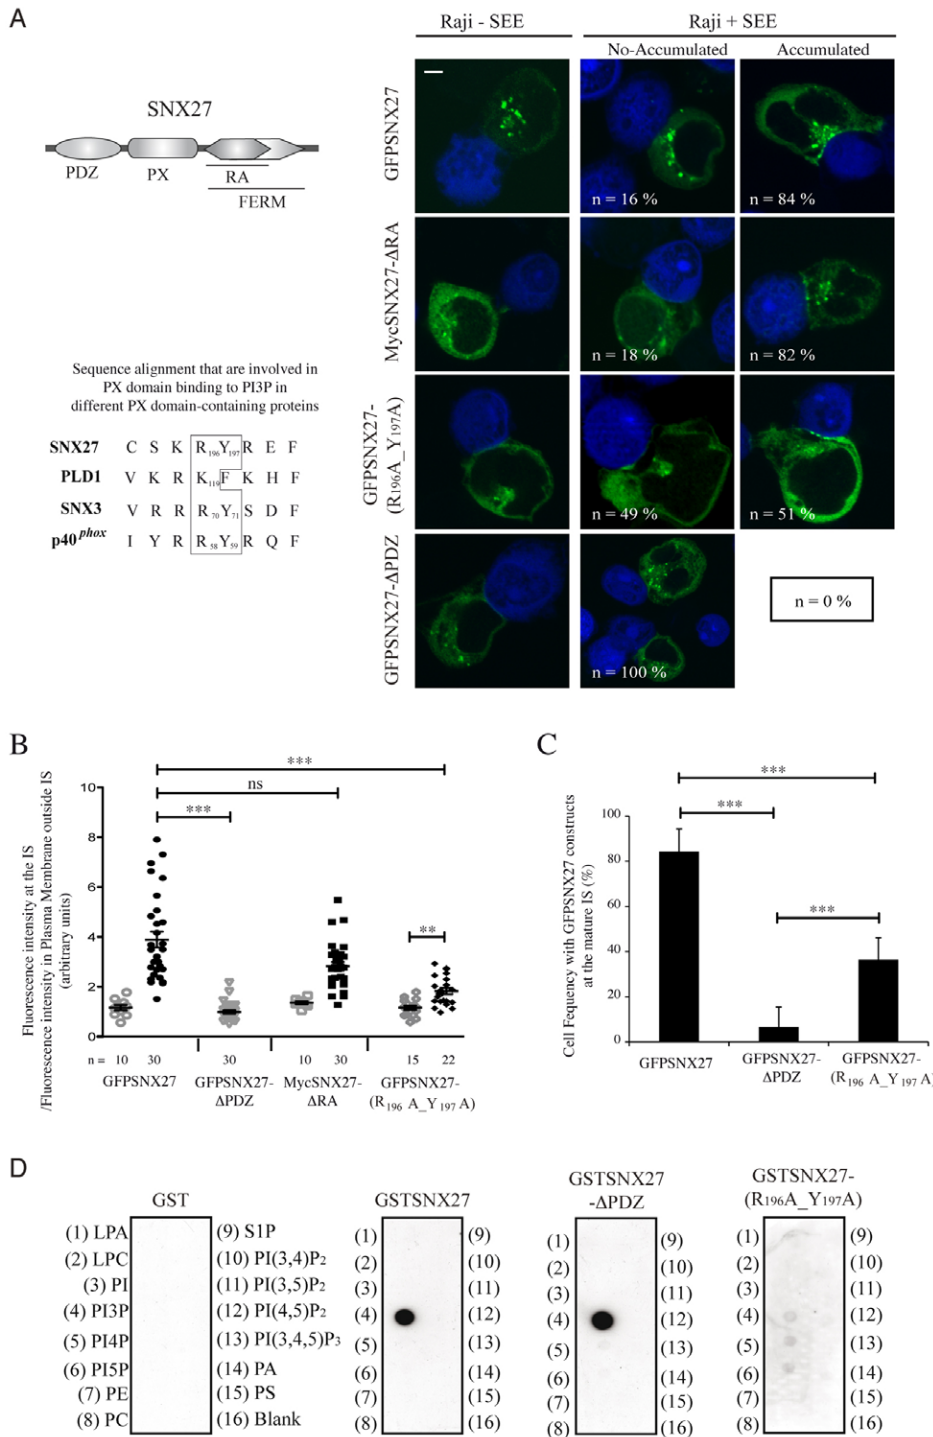 A
Raji - SEE
Raji + SEE
No-Accumulated
Accumulated
SNX27
PDZ
PX
RA
FERM
GFPSNX27
n = 16 %
n = 84 %
MycSNX27-ΔRA
n = 18 %
n = 82 %
Sequence alignment that are involved in
PX domain binding to PI3P in
different PX domain-containing proteins
SNX27 C S K R196Y197R E F
PLD1 V K R K119F K H F
SNX3 V R R R70Y71S D F
p40phox I Y R R58Y59R Q F
GFPSNX27-
(R196A_Y197A)
n = 49 %
n = 51 %
GFPSNX27-ΔPDZ
n = 100 %
n = 0 %
B
Fluorescence intensity at the IS
/Fluorescence intensity in Plasma Membrane outside IS
(arbitrary units)
10
8
6
4
2
0
***
ns
***
**
n = 10 30 30 10 30 15 22
GFPSNX27
GFPSNX27-
ΔPDZ
MycSNX27-
ΔRA
GFPSNX27-
(R196 A_Y197 A)
C
Cell Fequency with GFPSNX27 constructs
at the mature IS (%)
100
80
60
40
20
0
***
***
***
GFPSNX27
GFPSNX27-
ΔPDZ
GFPSNX27-
(R196 A_Y197 A)
D
GST
(1) LPA
(2) LPC
(3) PI
(4) PI3P
(5) PI4P
(6) PI5P
(7) PE
(8) PC
(9) S1P
(10) PI(3,4)P2
(11) PI(3,5)P2
(12) PI(4,5)P2
(13) PI(3,4,5)P3
(14) PA
(15) PS
(16) Blank
GSTSNX27
(1)
(2)
(3)
(4)
(5)
(6)
(7)
(8)
(9)
(10)
(11)
(12)
(13)
(14)
(15)
(16)
GSTSNX27
-ΔPDZ
(1)
(2)
(3)
(4)
(5)
(6)
(7)
(8)
(9)
(10)
(11)
(12)
(13)
(14)
(15)
(16)
GSTSNX27-
(R196A_Y197A)
(1)
(2)
(3)
(4)
(5)
(6)
(7)
(8)
(9)
(10)
(11)
(12)
(13)
(14)
(15)
(16)